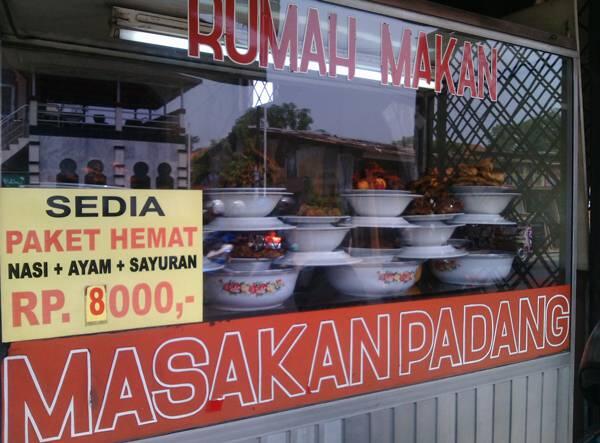 RUMAH MAKAN
SEDIA
PAKET HEMAT
NASI + AYAM + SAYURAN
RP. 8000,-
MASAKAN PADANG